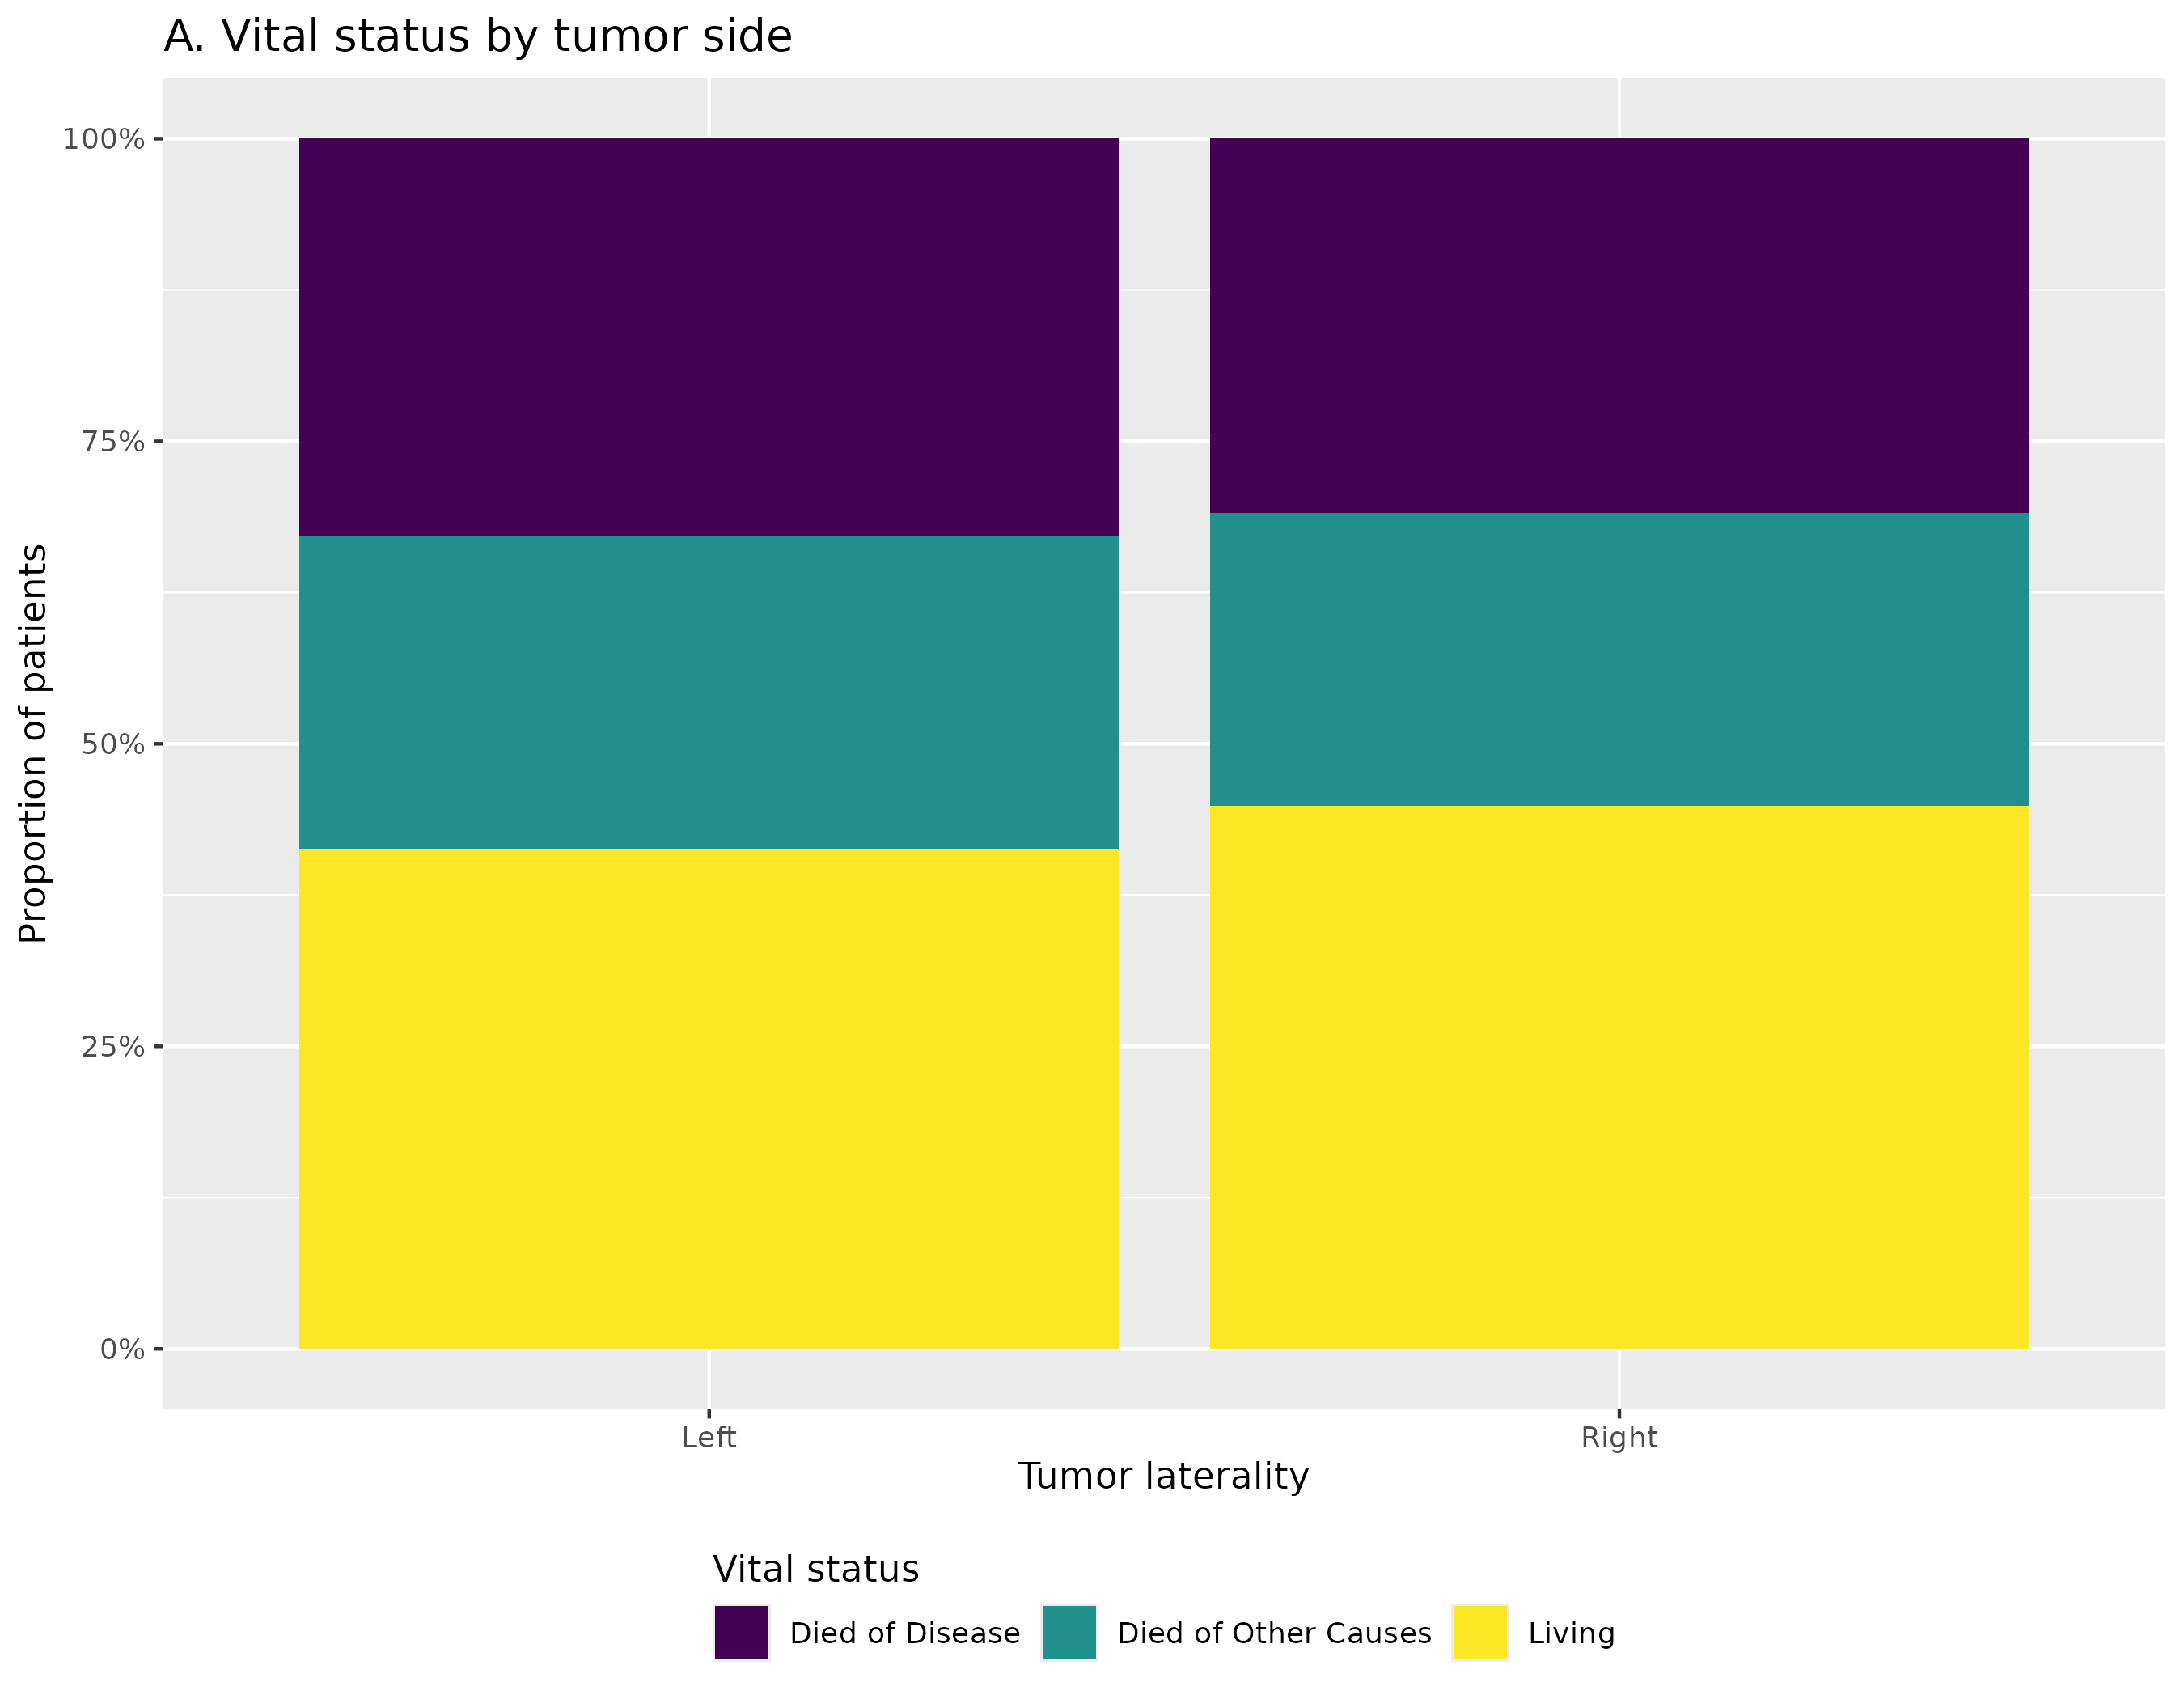 A. Vital status by tumor side
Proportion of patients
100%
75%
50%
25%
0%
Left
Right
Tumor laterality
Vital status
Died of Disease
Died of Other Causes
Living